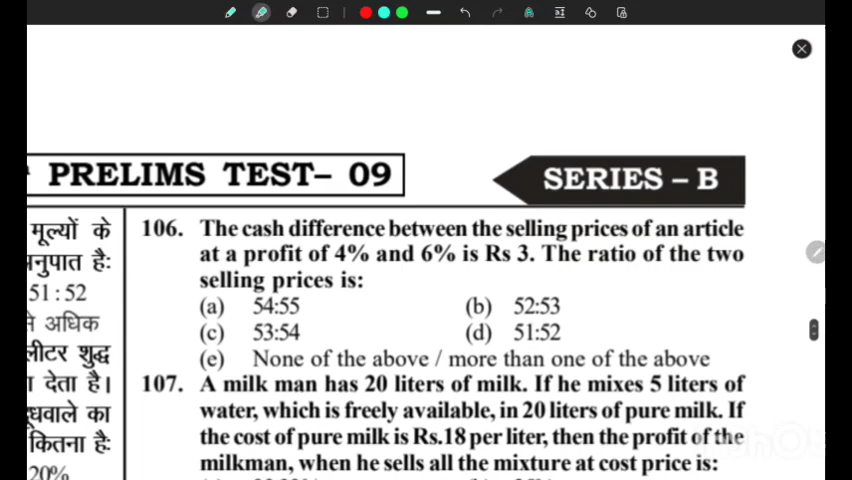 PRELIMS TEST– 09
SERIES – B
मूल्यों के
51 : 52
अधिक
लीटर शुद्ध
देता है।
का
कितना है:
20%
106. The cash difference between the selling prices of an article
at a profit of 4% and 6% is Rs 3. The ratio of the two
selling prices is:
(a) 54:55 (b) 52:53
(c) 53:54 (d) 51:52
(e) None of the above / more than one of the above
107. A milk man has 20 liters of milk. If he mixes 5 liters of
water, which is freely available, in 20 liters of pure milk. If
the cost of pure milk is Rs.18 per liter, then the profit of the
milkman, when he sells all the mixture at cost price is: